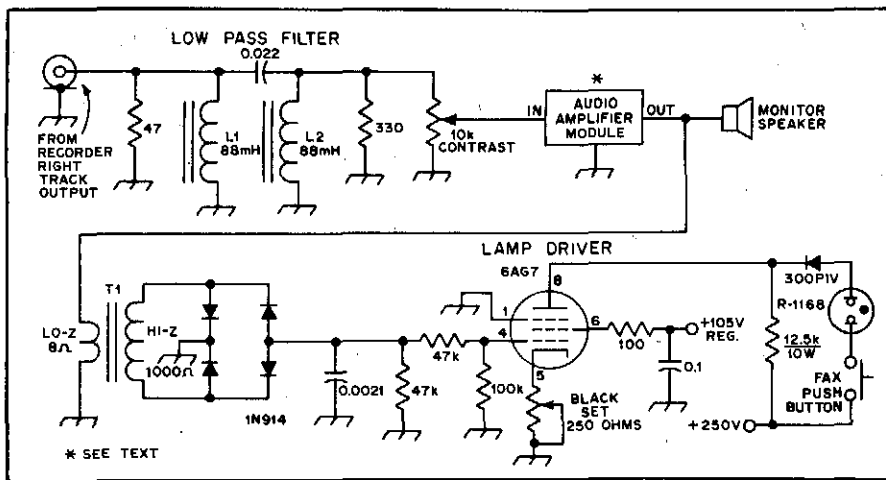 LOW PASS FILTER
0.022
FROM
RECORDER
RIGHT
TRACK
OUTPUT
47
L1
88mH
L2
88mH
330
10k
CONTRAST
IN
*
AUDIO
AMPLIFIER
MODULE
OUT
MONITOR
SPEAKER
LAMP DRIVER
6AG7
T1
LO-Z
8Ω
HI-Z
1000Ω
1N914
0.0021
47k
47k
100k
8
1
4
6
5
BLACK
SET
250 OHMS
100
+105V
REG.
0.1
300PIV
R-1168
12.5k
10W
FAX
PUSH
BUTTON
+250V
* SEE TEXT